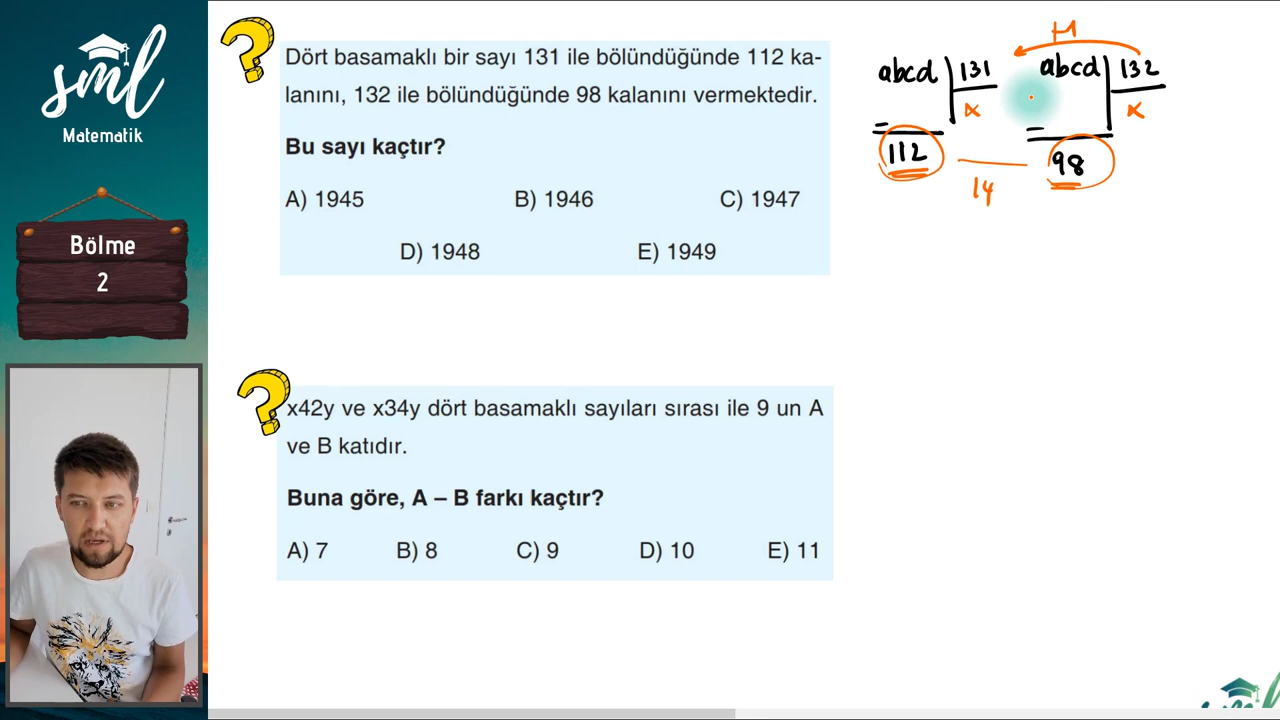 sml
Matematik
Bölme
2
Dört basamaklı bir sayı 131 ile bölündüğünde 112 ka-
lanını, 132 ile bölündüğünde 98 kalanını vermektedir.
Bu sayı kaçtır?
A) 1945 B) 1946 C) 1947
D) 1948 E) 1949
abcd 131
x
112
abcd 132
x
98
14
x42y ve x34y dört basamaklı sayıları sırası ile 9 un A
ve B katıdır.
Buna göre, A – B farkı kaçtır?
A) 7 B) 8 C) 9 D) 10 E) 11